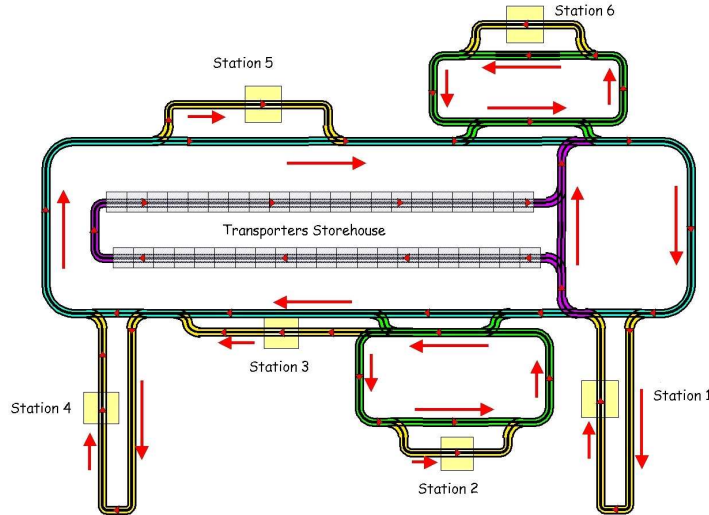 Station 6
Station 5
Transporters Storehouse
Station 3
Station 4
Station 1
Station 2